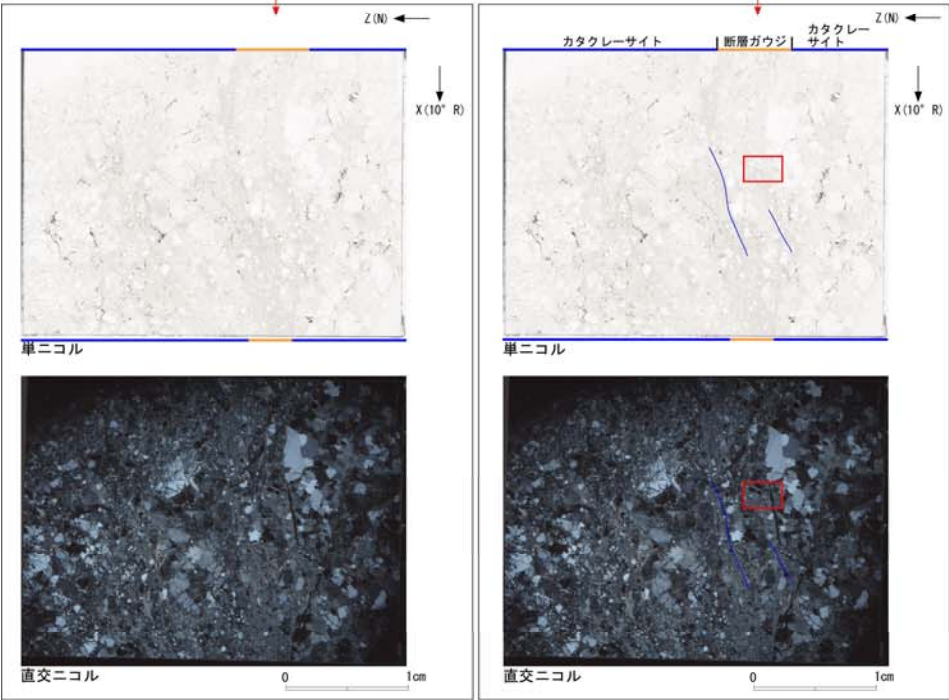 Z(N)
X(10° R)
単ニコル
直交ニコル
0 1cm
Z(N)
カタクレーサイト
断層ガウジ
カタクレー
サイト
X(10° R)
単ニコル
直交ニコル
0 1cm